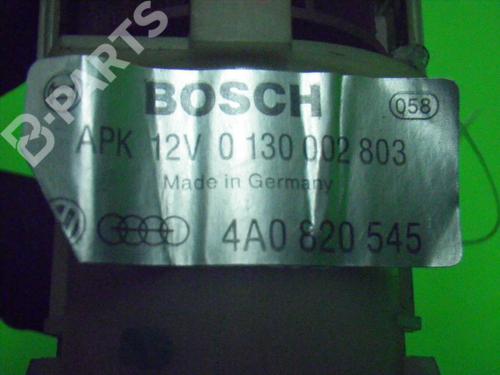 B-PARTS
BOSCH
058
APK 12V 0 130 002 803
Made in Germany
4A0 820 545